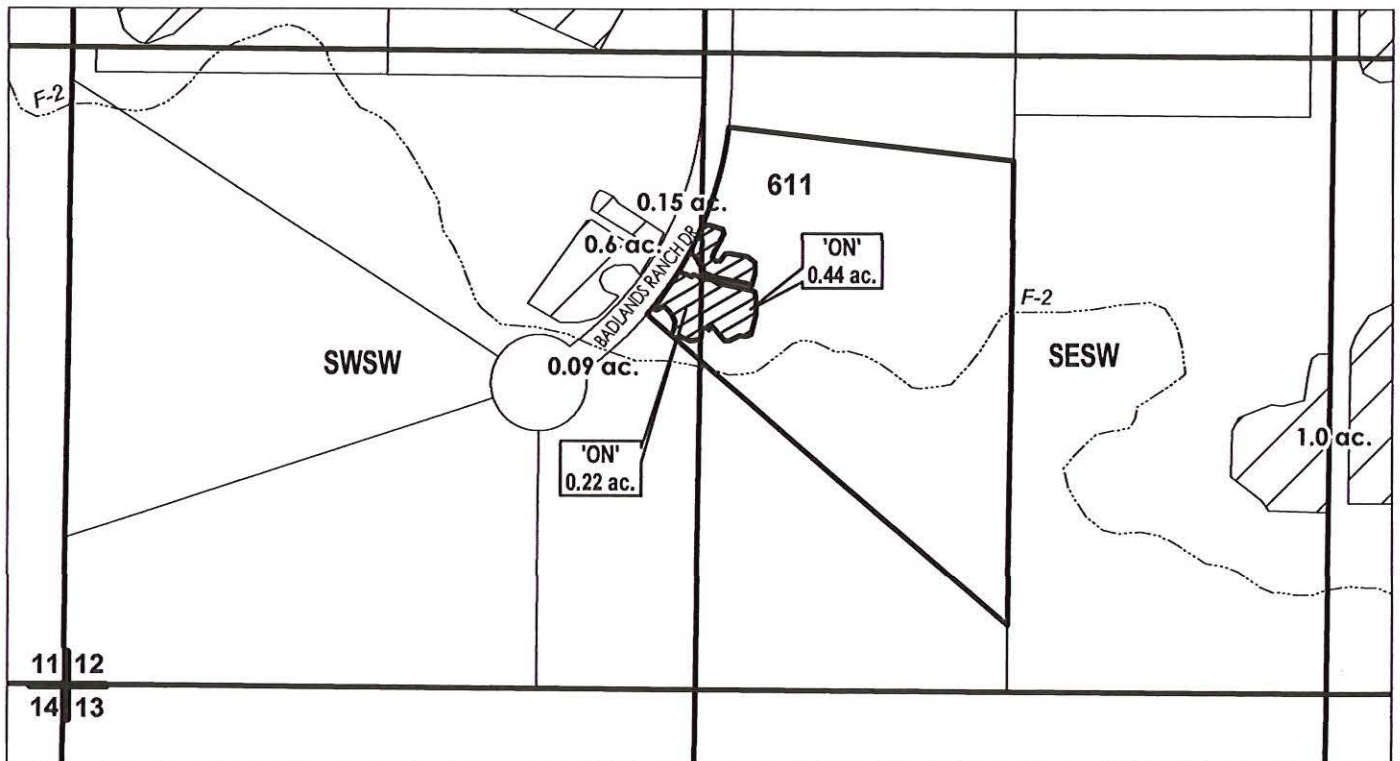 F-2
611
0.15 ac.
0.6 ac.
BADLANDS RANCH DR
'ON'
0.44 ac.
F-2
SWSW
0.09 ac.
SESW
'ON'
0.22 ac.
1.0 ac.
11 12
14 13